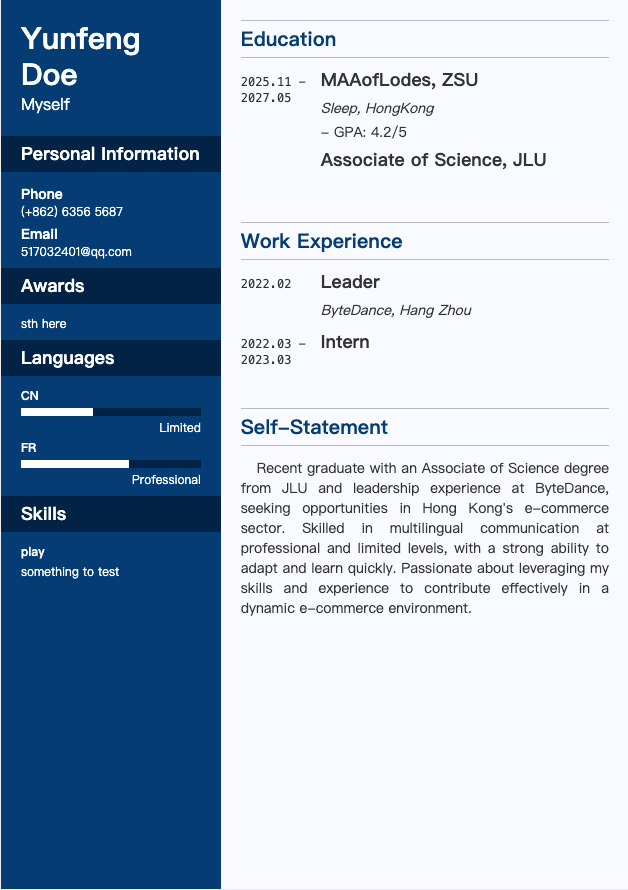 Yunfeng
Doe
Myself
Personal Information
Phone
(+862) 6356 5687
Email
517032401@qq.com
Awards
sth here
Languages
CN
Limited
FR
Professional
Skills
play
something to test
Education
2025.11 –
2027.05
MAAofLodes, ZSU
Sleep, HongKong
– GPA: 4.2/5
Associate of Science, JLU
Work Experience
2022.02
Leader
ByteDance, Hang Zhou
2022.03 –
2023.03
Intern
Self–Statement
Recent graduate with an Associate of Science degree
from JLU and leadership experience at ByteDance,
seeking opportunities in Hong Kong's e–commerce
sector. Skilled in multilingual communication at
professional and limited levels, with a strong ability to
adapt and learn quickly. Passionate about leveraging my
skills and experience to contribute effectively in a
dynamic e–commerce environment.